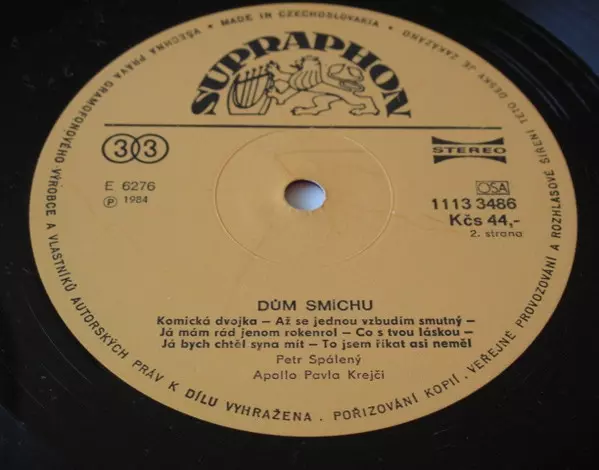 MADE IN CZECHOSLOVAKIA • VŠECHNA PRÁVA GRAMOFONOVÉHO VÝROBCE A VLASTNÍKŮ AUTORSKÝCH PRÁV K DÍLU VYHRAŽENA. POŘIZOVÁNÍ KOPIÍ, VEŘEJNÉ PROVOZOVÁNÍ A ROZHLASOVÉ ŠÍŘENÍ TÉTO DESKY JE ZAKÁZÁNO
SUPRAPHON
33
STEREO
E 6276
℗ 1984
OSA
1113 3486
Kčs 44,-
2. strana
DŮM SMÍCHU
Komická dvojka – Až se jednou vzbudím smutný –
Já mám rád jenom rokenrol – Co s tvou láskou –
Já bych chtěl syna mít – To jsem říkat asi neměl
Petr Spálený
Apollo Pavla Krejčí